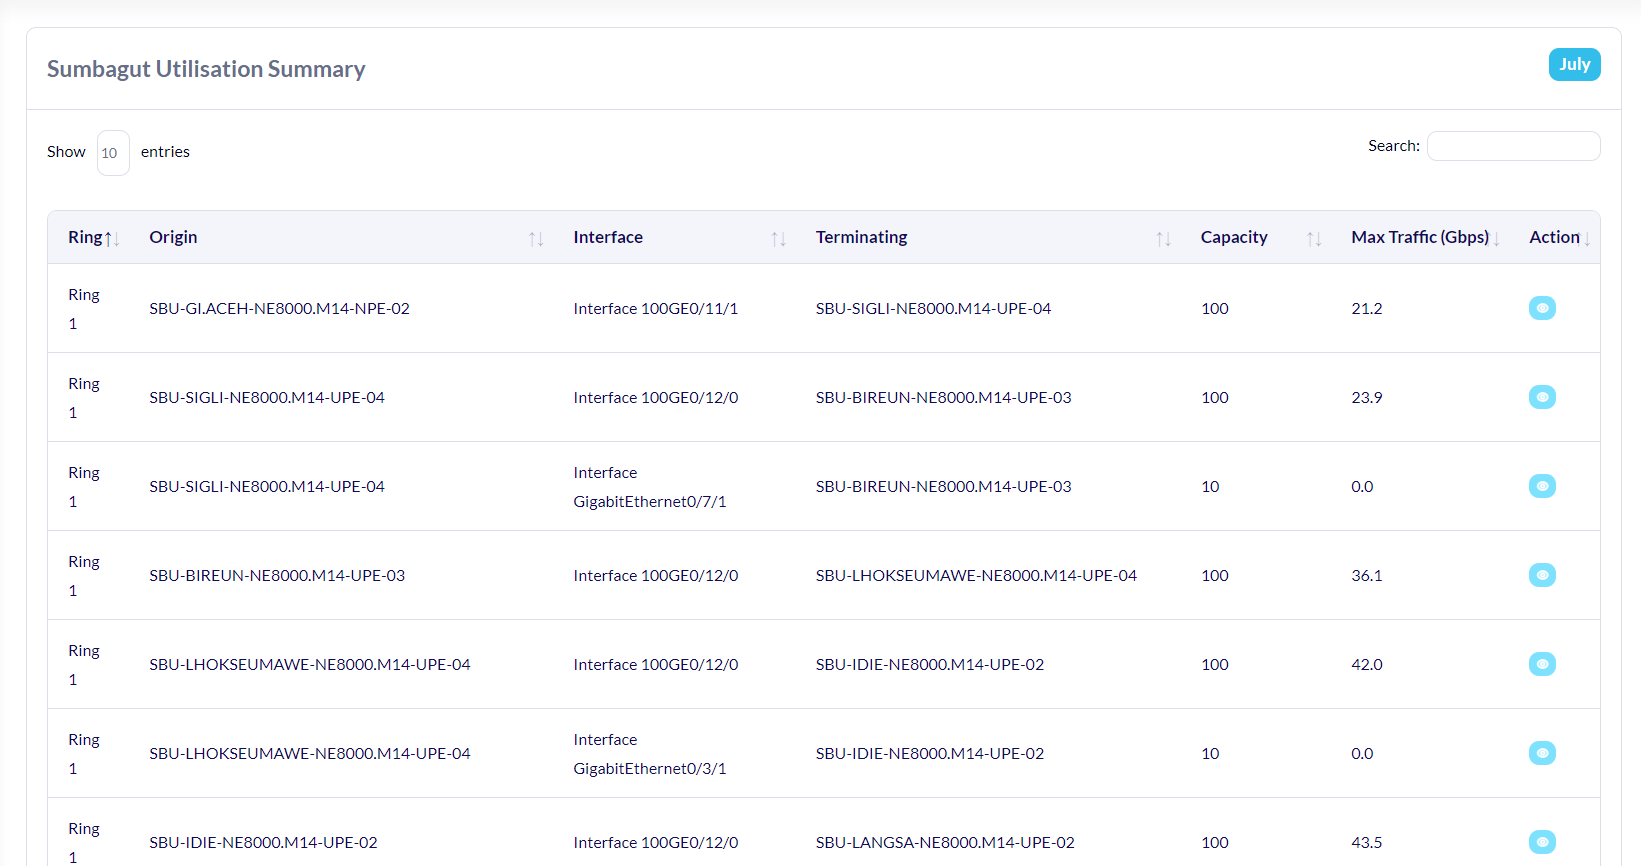 Sumbagut Utilisation Summary
July
Show 10 entries
Search:
Ring Origin Interface Terminating Capacity Max Traffic (Gbps) Action
Ring
1
SBU-GI.ACEH-NE8000.M14-NPE-02 Interface 100GE0/11/1 SBU-SIGLI-NE8000.M14-UPE-04 100 21.2
Ring
1
SBU-SIGLI-NE8000.M14-UPE-04 Interface 100GE0/12/0 SBU-BIREUN-NE8000.M14-UPE-03 100 23.9
Ring
1
SBU-SIGLI-NE8000.M14-UPE-04
Interface
GigabitEthernet0/7/1
SBU-BIREUN-NE8000.M14-UPE-03 10 0.0
Ring
1
SBU-BIREUN-NE8000.M14-UPE-03 Interface 100GE0/12/0 SBU-LHOKSEUMAWE-NE8000.M14-UPE-04 100 36.1
Ring
1
SBU-LHOKSEUMAWE-NE8000.M14-UPE-04 Interface 100GE0/12/0 SBU-IDIE-NE8000.M14-UPE-02 100 42.0
Ring
1
SBU-LHOKSEUMAWE-NE8000.M14-UPE-04
Interface
GigabitEthernet0/3/1
SBU-IDIE-NE8000.M14-UPE-02 10 0.0
Ring
1
SBU-IDIE-NE8000.M14-UPE-02 Interface 100GE0/12/0 SBU-LANGSA-NE8000.M14-UPE-02 100 43.5